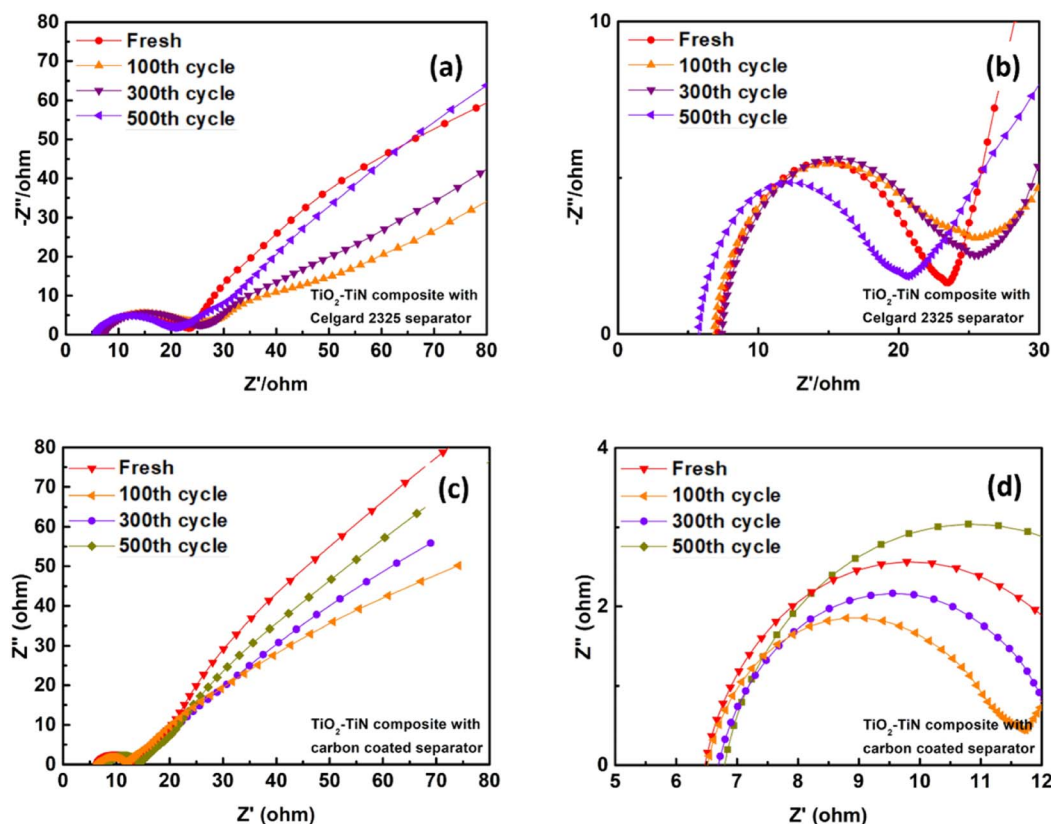 80
70
60
50
40
30
20
10
0
-Z"/ohm
Fresh
100th cycle
300th cycle
500th cycle
(a)
TiO₂-TiN composite with
Celgard 2325 separator
0 10 20 30 40 50 60 70 80
Z'/ohm
10
5
0
-Z"/ohm
Fresh
100th cycle
300th cycle
500th cycle
(b)
TiO₂-TiN composite with
Celgard 2325 separator
0 10 20 30
Z'/ohm
80
70
60
50
40
30
20
10
0
Z" (ohm)
Fresh
100th cycle
300th cycle
500th cycle
(c)
TiO₂-TiN composite with
carbon coated separator
0 10 20 30 40 50 60 70 80
Z' (ohm)
4
2
0
Z" (ohm)
Fresh
100th cycle
300th cycle
500th cycle
(d)
TiO₂-TiN composite with
carbon coated separator
5 6 7 8 9 10 11 12
Z' (ohm)